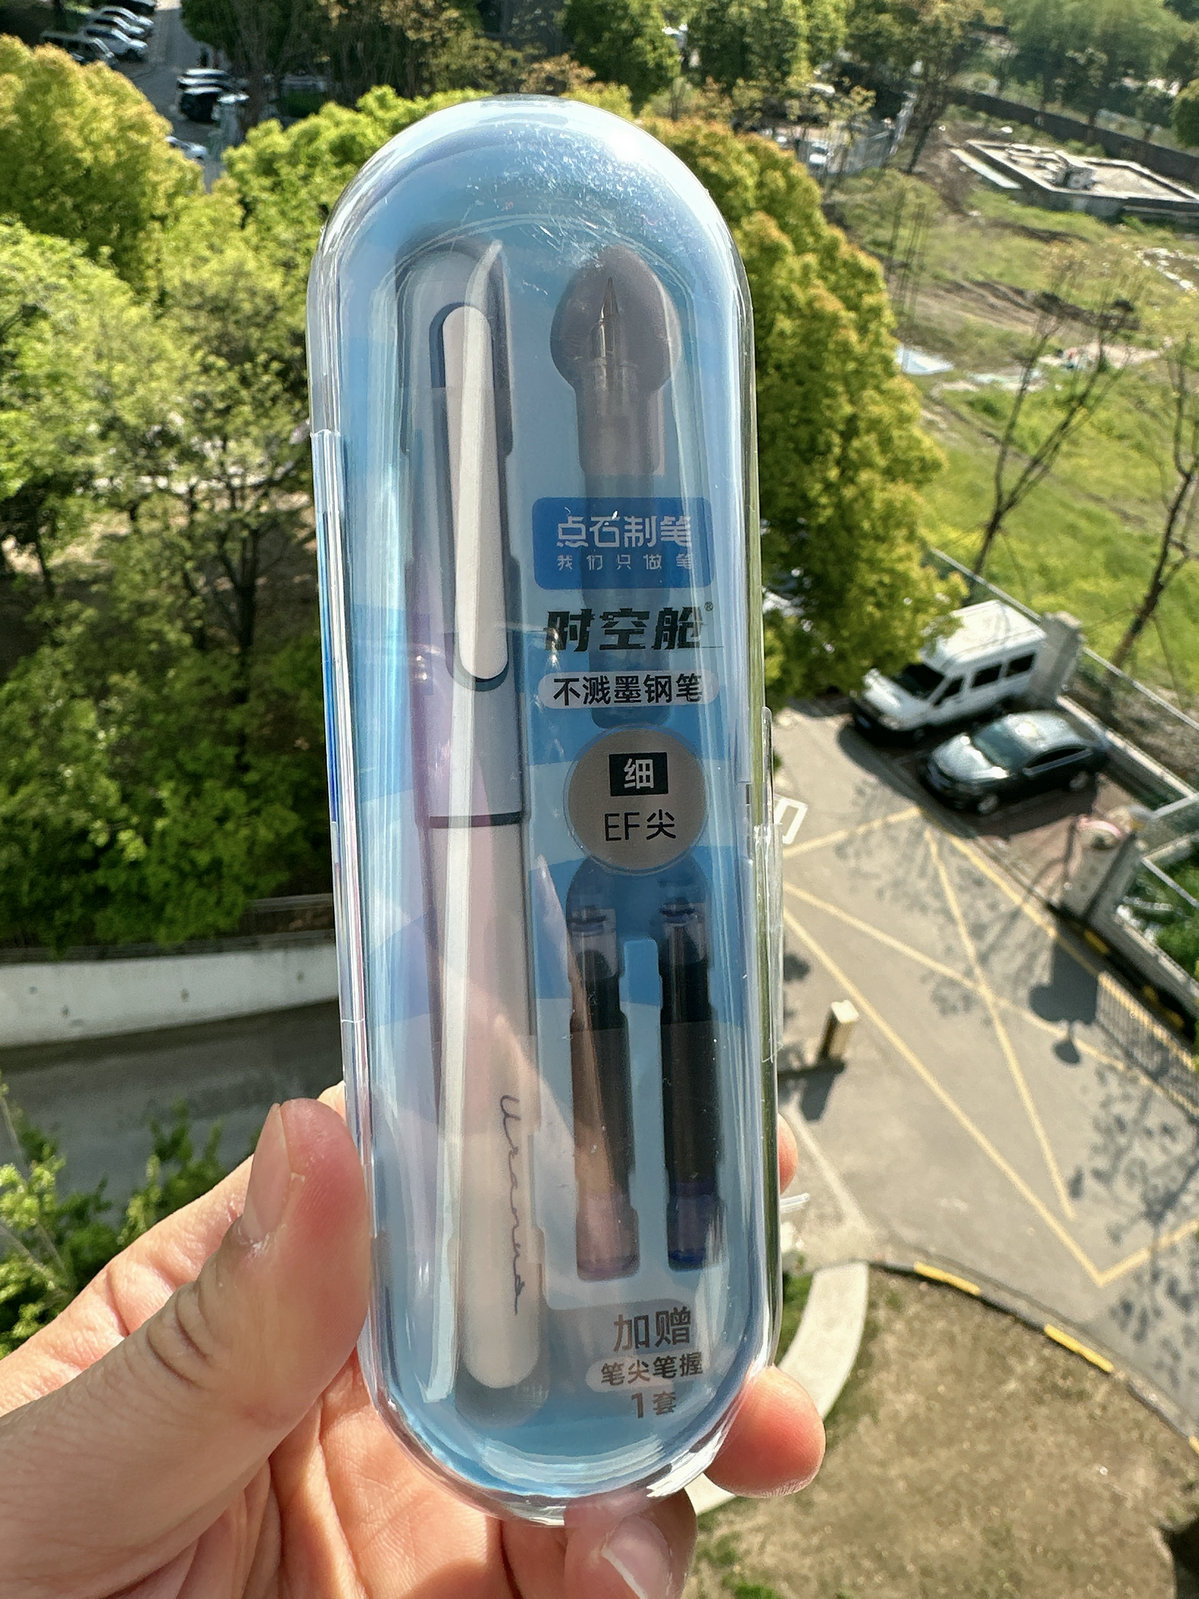 点石制笔
我们只做笔
时空舱®
不溅墨钢笔
细
EF尖
Uranus
加赠
笔尖笔握
1套